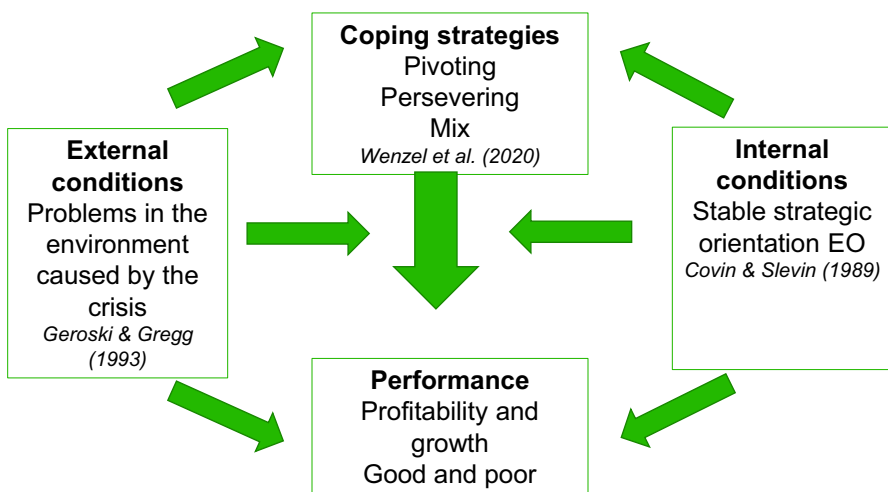 Coping strategies
Pivoting
Persevering
Mix
Wenzel et al. (2020)
External
conditions
Problems in the
environment
caused by the
crisis
Geroski & Gregg
(1993)
Internal
conditions
Stable strategic
orientation EO
Covin & Slevin (1989)
Performance
Profitability and
growth
Good and poor